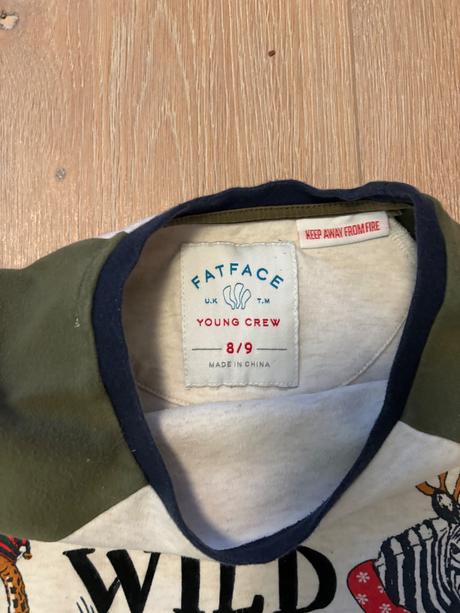 KEEP AWAY FROM FIRE
FATFACE
U.K T.M
YOUNG CREW
8/9
MADE IN CHINA
WILD